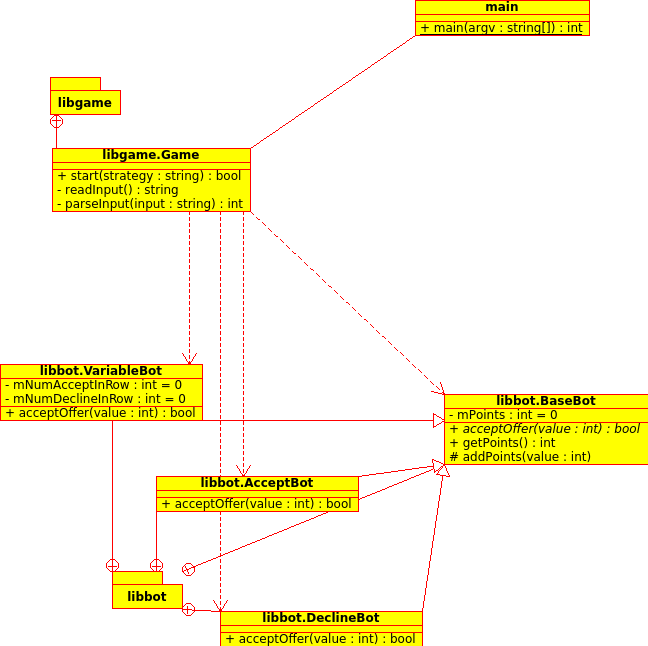 main
+ main(argv : string[]) : int
libgame
libgame.Game
+ start(strategy : string) : bool
- readInput() : string
- parseInput(input : string) : int
libbot.VariableBot
- mNumAcceptInRow : int = 0
- mNumDeclineInRow : int = 0
+ acceptOffer(value : int) : bool
libbot.BaseBot
- mPoints : int = 0
+ acceptOffer(value : int) : bool
+ getPoints() : int
# addPoints(value : int)
libbot.AcceptBot
+ acceptOffer(value : int) : bool
libbot
libbot.DeclineBot
+ acceptOffer(value : int) : bool